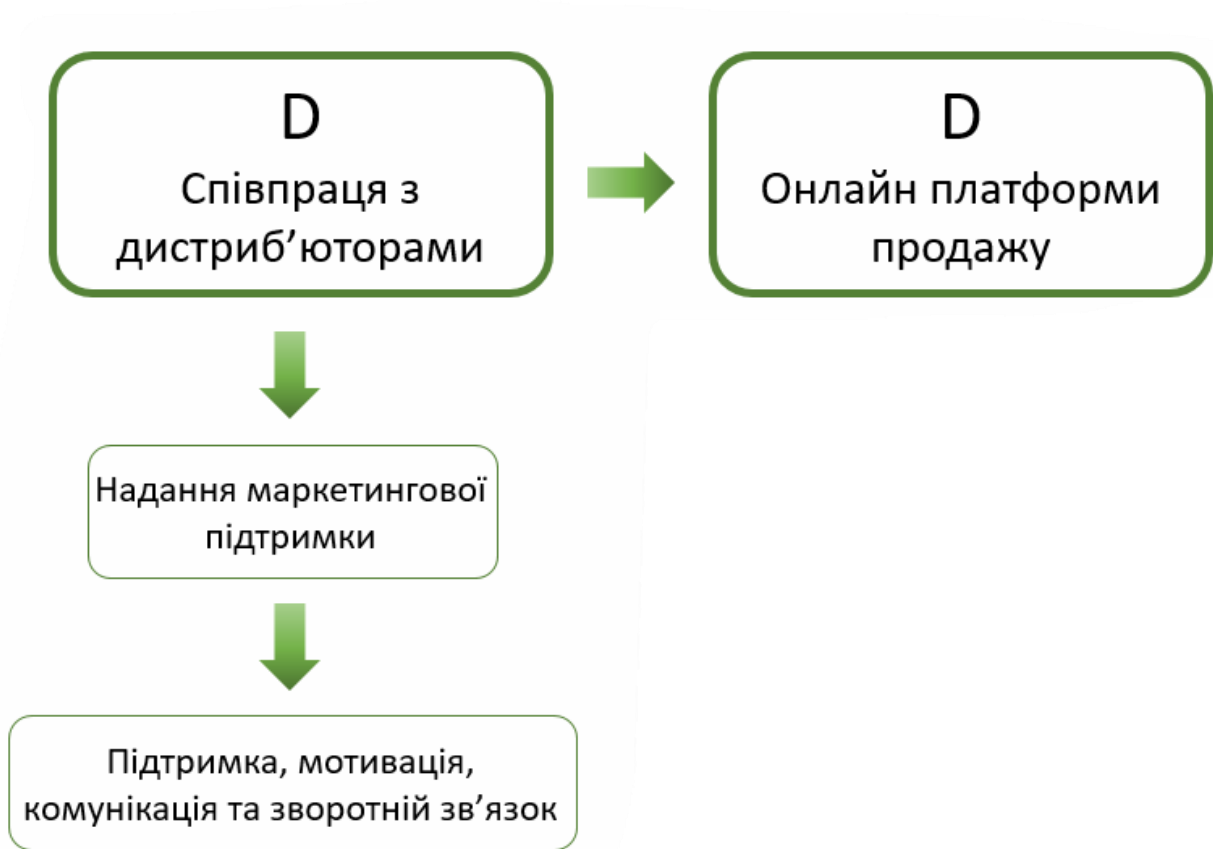 D
Співпраця з
дистриб’юторами
D
Онлайн платформи
продажу
Надання маркетингової
підтримки
Підтримка, мотивація,
комунікація та зворотній зв’язок